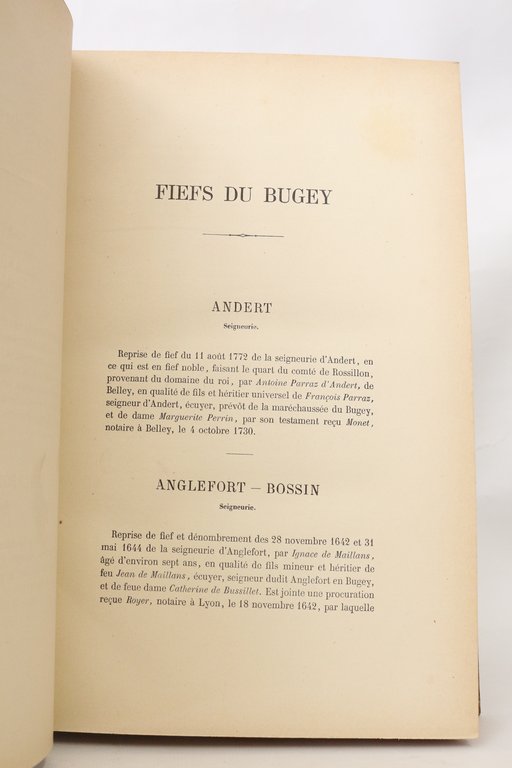 FIEFS DU BUGEY
ANDERT
Seigneurie.
Reprise de fief du 11 août 1772 de la seigneurie d'Andert, en
ce qui est en fief noble, faisant le quart du comté de Rossillon,
provenant du domaine du roi, par Antoine Parraz d'Andert, de
Belley, en qualité de fils et héritier universel de François Parraz,
seigneur d'Andert, écuyer, prévôt de la maréchaussée du Bugey,
et de dame Marguerite Perrin, par son testament reçu Monet,
notaire à Belley, le 4 octobre 1730.
ANGLEFORT — BOSSIN
Seigneurie.
Reprise de fief et dénombrement des 28 novembre 1642 et 31
mai 1644 de la seigneurie d'Anglefort, par Ignace de Maillans,
âgé d'environ sept ans, en qualité de fils mineur et héritier de
feu Jean de Maillans, écuyer, seigneur dudit Anglefort en Bugey,
et de feue dame Catherine de Bussillet. Est jointe une procuration
reçue Royer, notaire à Lyon, le 18 novembre 1642, par laquelle